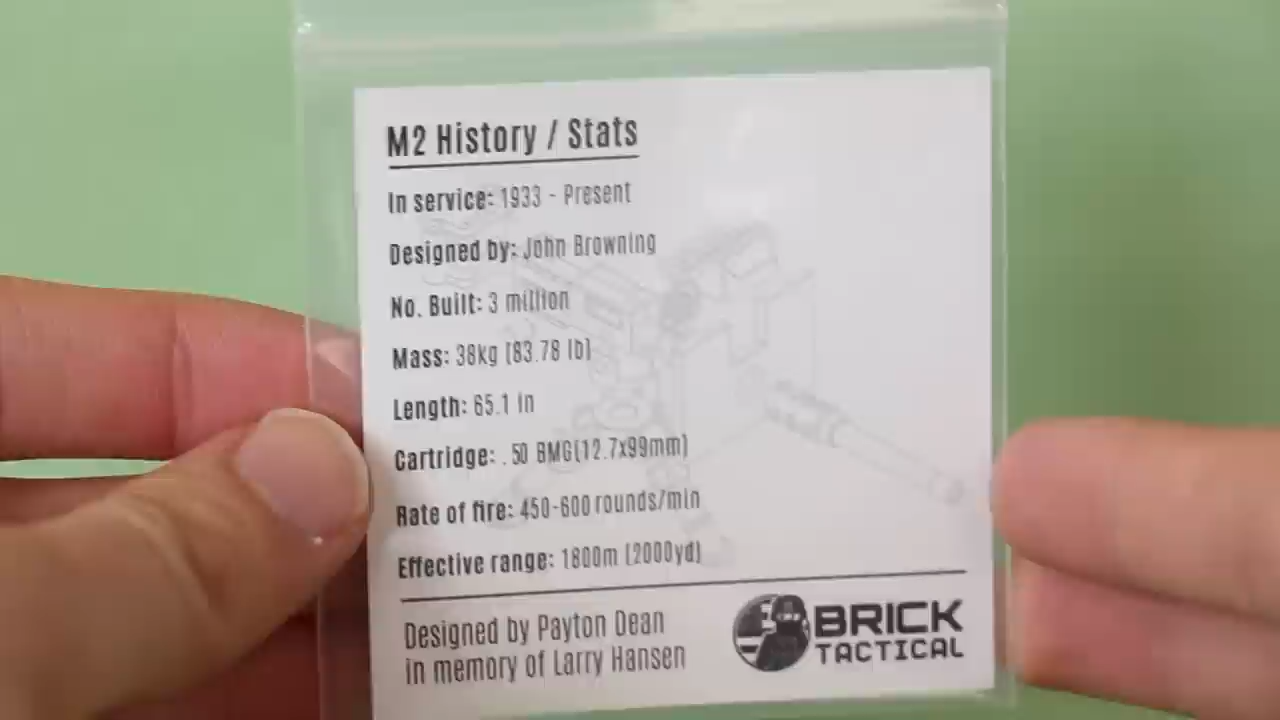 M2 History / Stats
In service: 1933 - Present
Designed by: John Browning
No. Built: 3 million
Mass: 38kg (83.78 lb)
Length: 65.1 in
Cartridge: .50 BMG(12.7x99mm)
Rate of fire: 450-600 rounds/min
Effective range: 1800m (2000yd)
Designed by Payton Dean
in memory of Larry Hansen
BRICK
TACTICAL